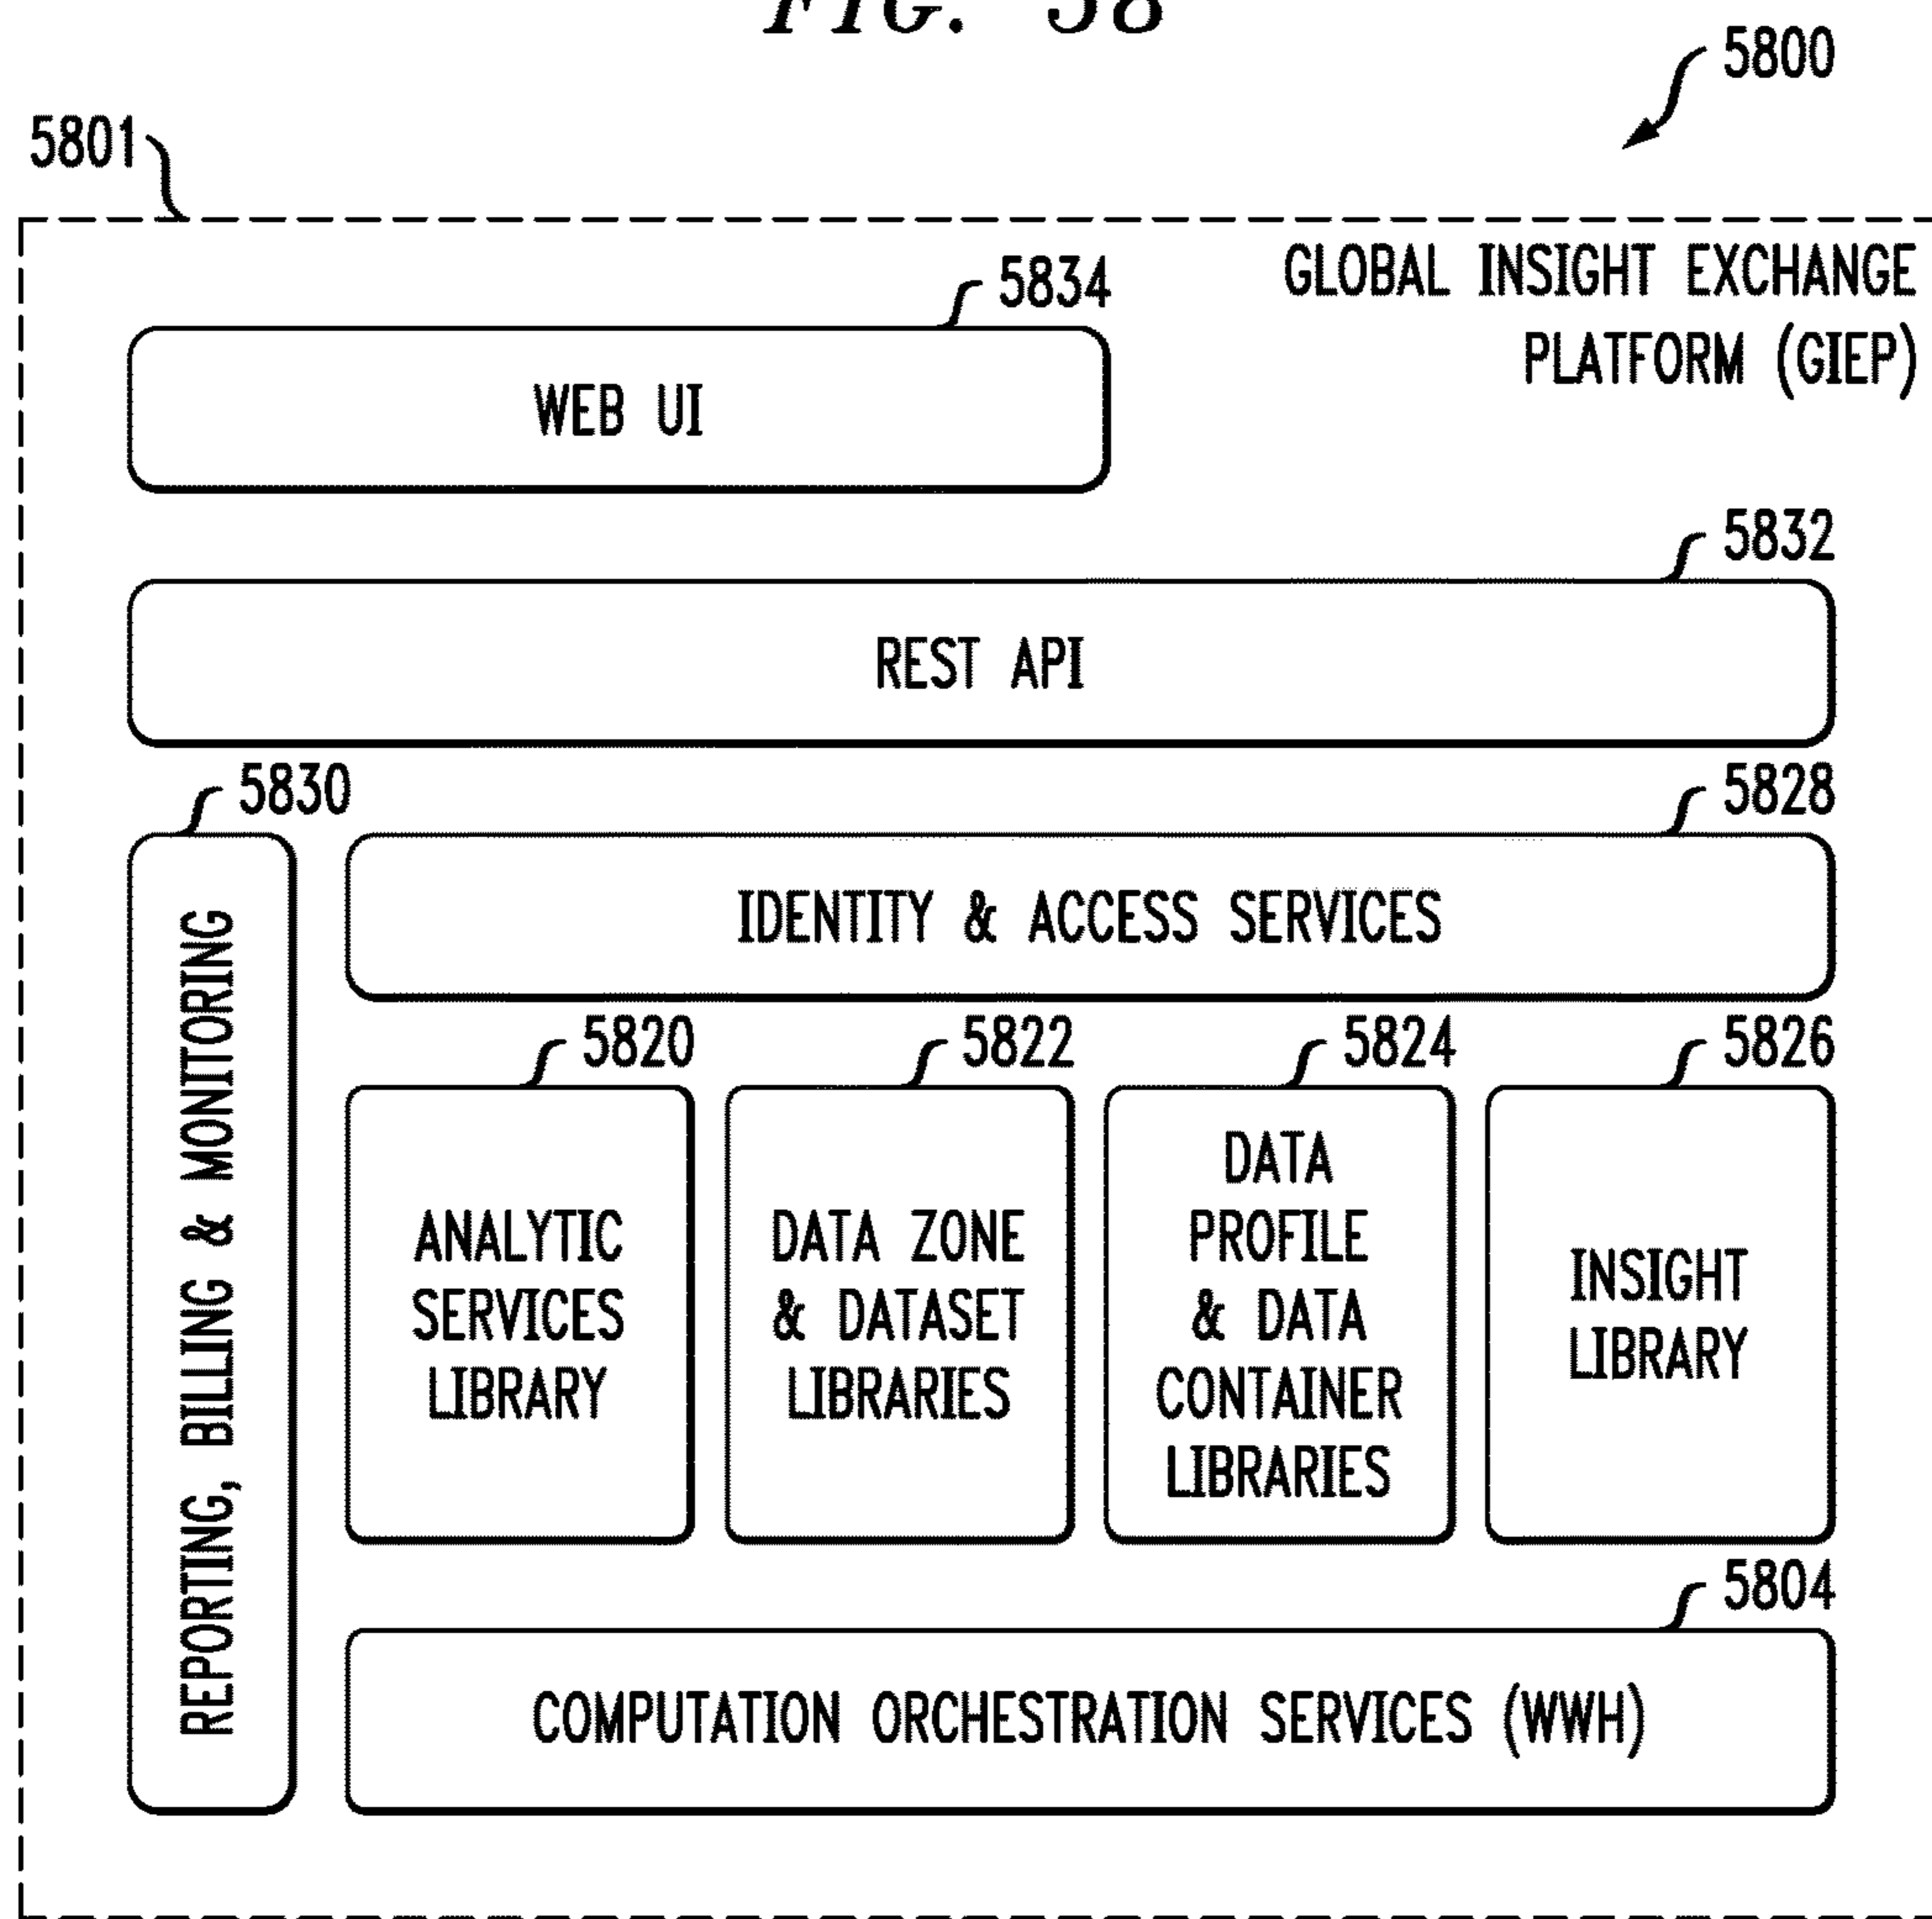 FIG. 58
5800
5801
GLOBAL INSIGHT EXCHANGE
PLATFORM (GIEP)
5834
WEB UI
5832
REST API
5830
REPORTING, BILLING & MONITORING
5828
IDENTITY & ACCESS SERVICES
5820
ANALYTIC
SERVICES
LIBRARY
5822
DATA ZONE
& DATASET
LIBRARIES
5824
DATA
PROFILE
& DATA
CONTAINER
LIBRARIES
5826
INSIGHT
LIBRARY
5804
COMPUTATION ORCHESTRATION SERVICES (WWH)